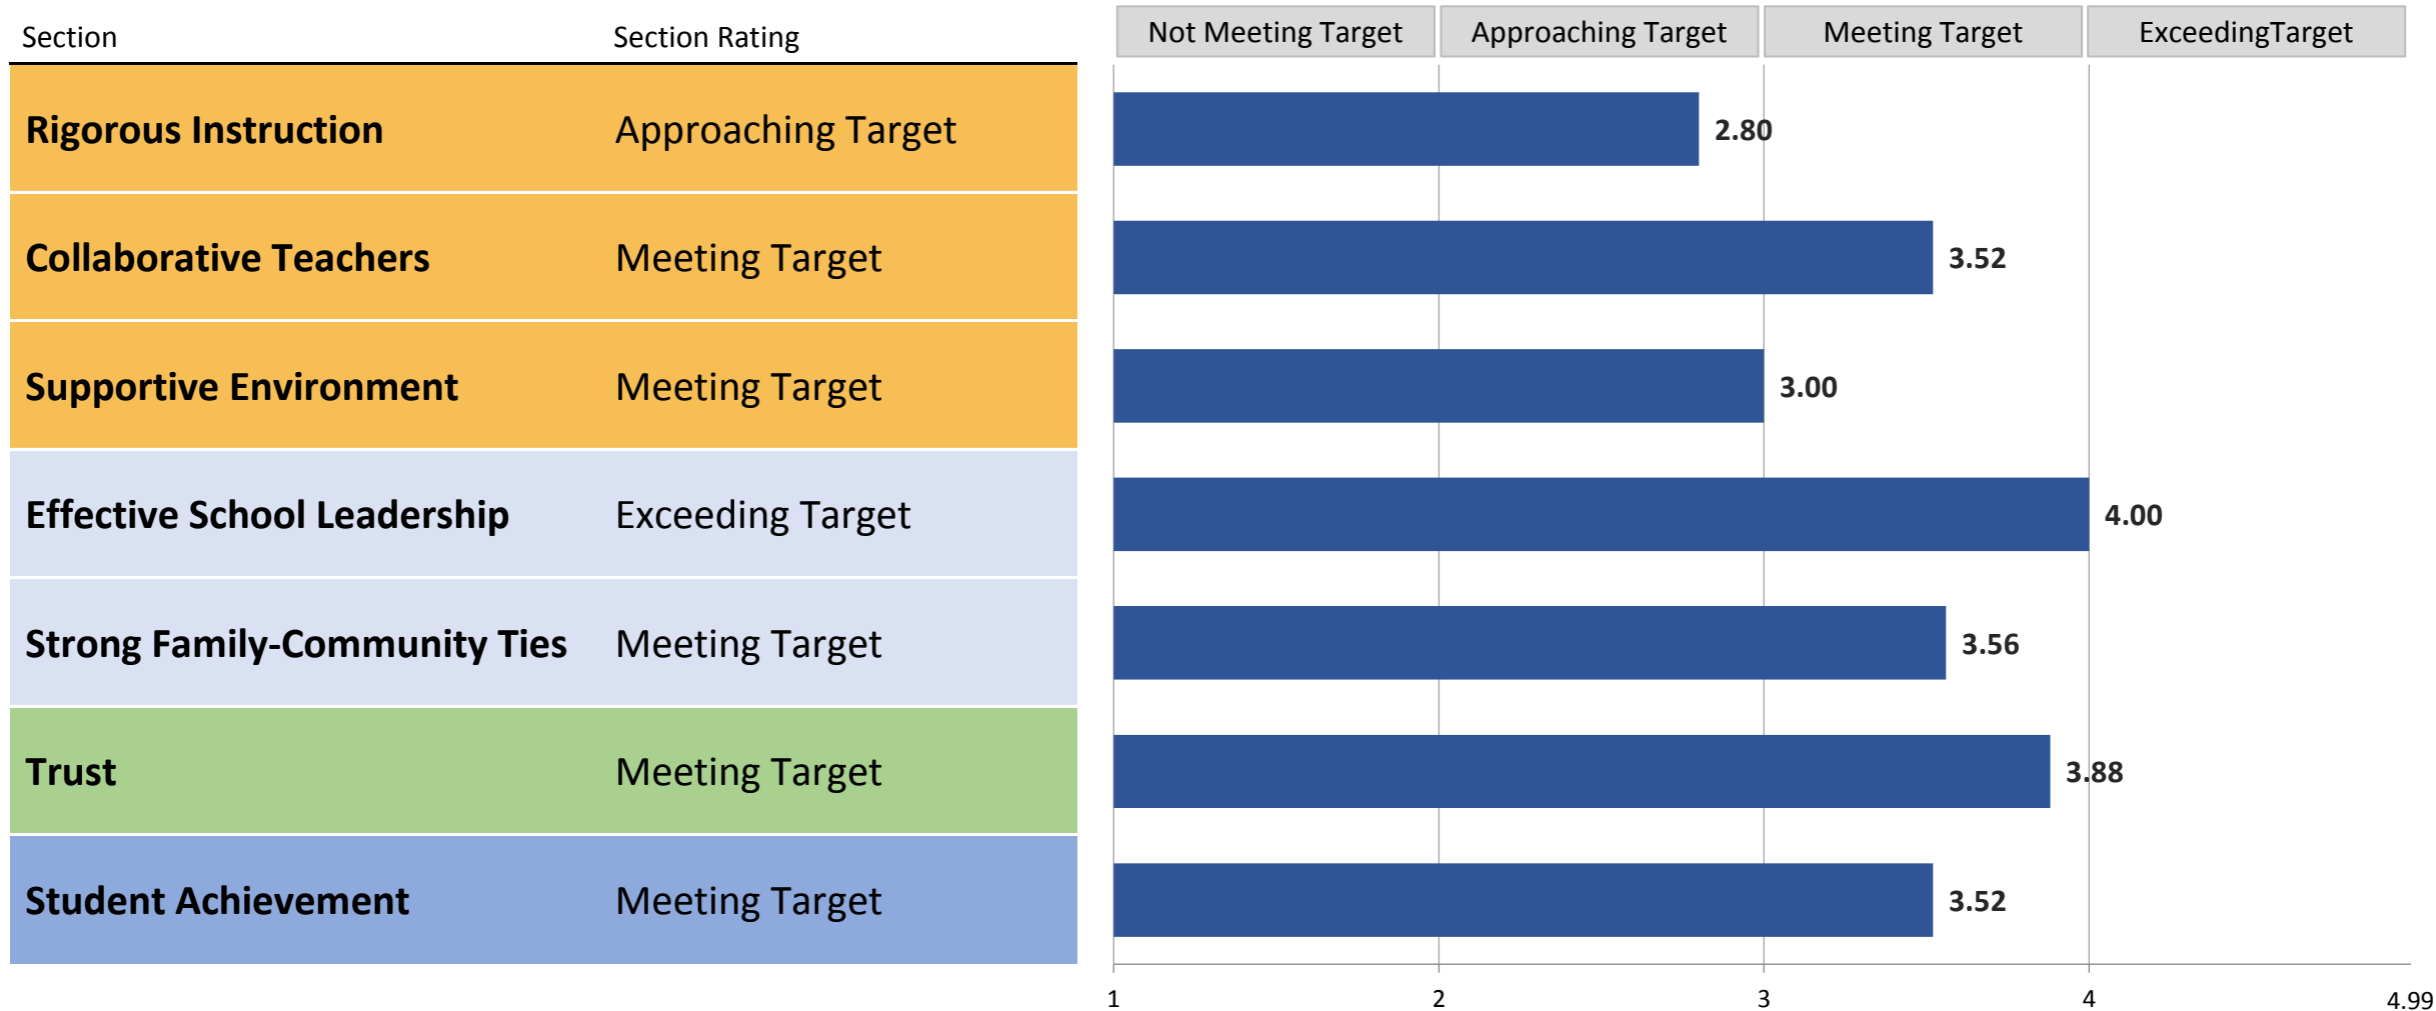 Section Section Rating Not Meeting Target Approaching Target Meeting Target ExceedingTarget
Rigorous Instruction Approaching Target 2.80
Collaborative Teachers Meeting Target 3.52
Supportive Environment Meeting Target 3.00
Effective School Leadership Exceeding Target 4.00
Strong Family-Community Ties Meeting Target 3.56
Trust Meeting Target 3.88
Student Achievement Meeting Target 3.52
1 2 3 4 4.99